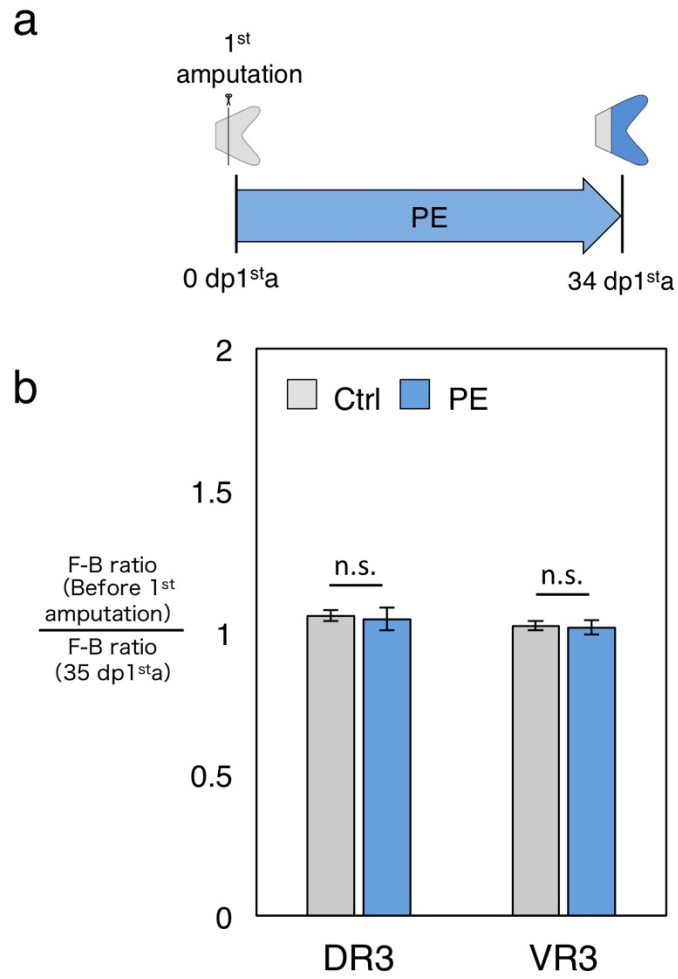 a
1st
amputation
PE
0 dp1sta
34 dp1sta
b
2
1.5
1
0.5
0
Ctrl
PE
F-B ratio
(Before 1st
amputation)
F-B ratio
(35 dp1sta)
n.s.
n.s.
DR3
VR3